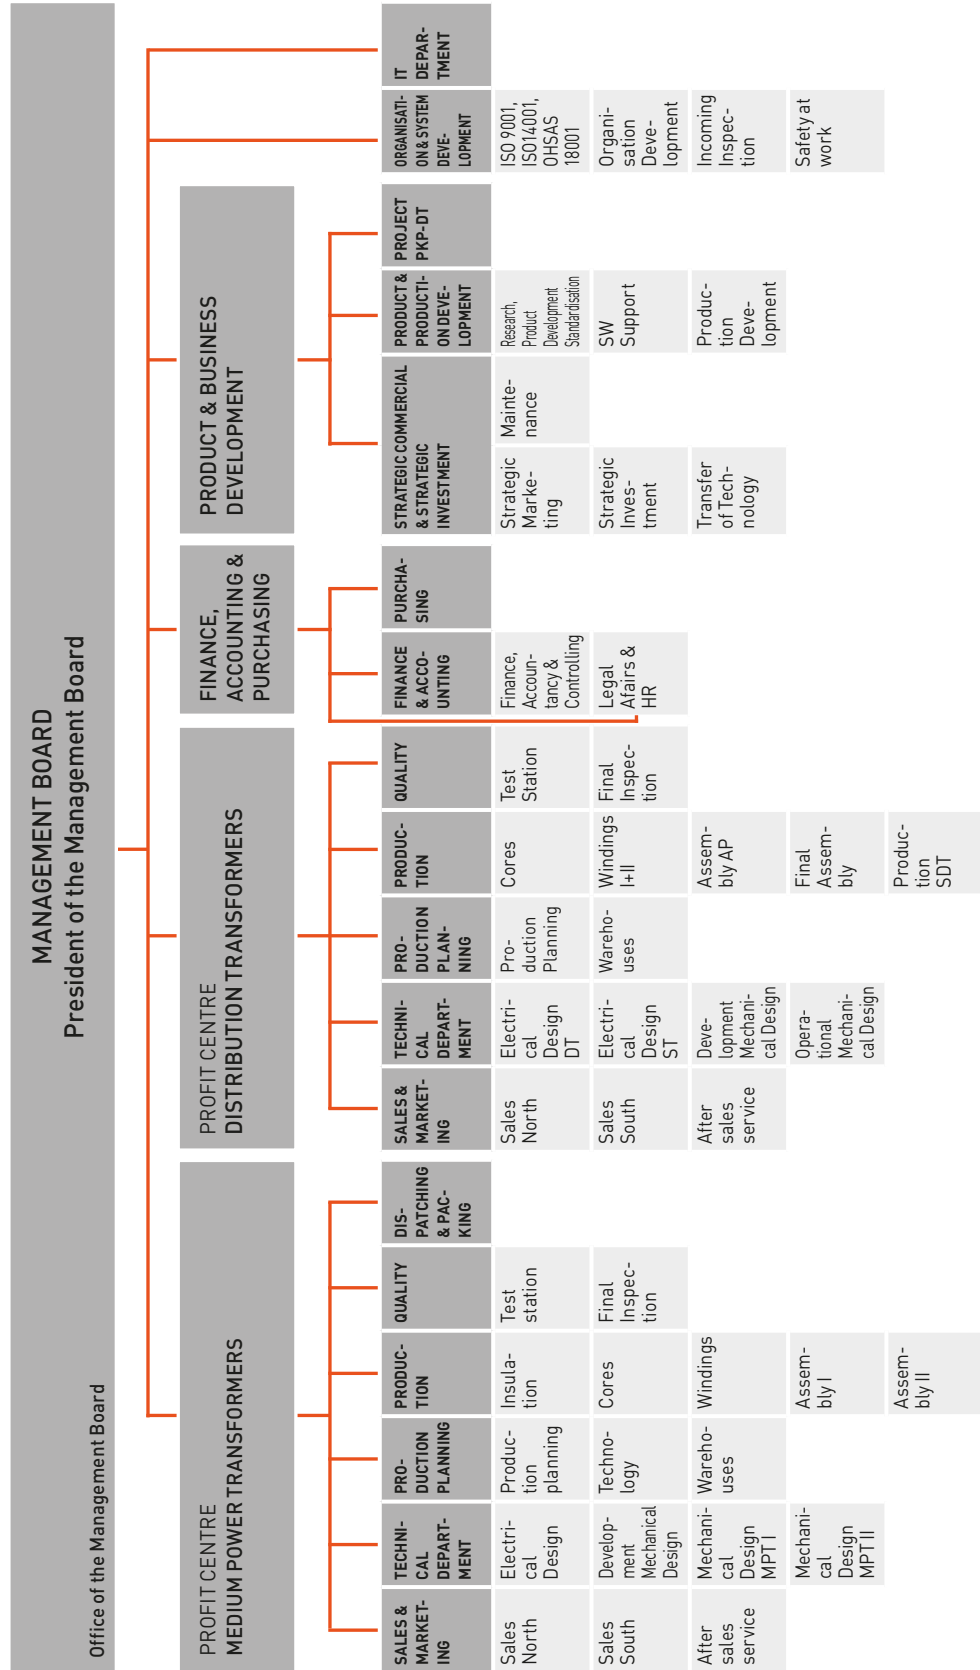 MANAGEMENT BOARD
President of the Management Board
Office of the Management Board
PROFIT CENTRE
MEDIUM POWER TRANSFORMERS
SALES &
MARKET-
ING
Sales
North
Sales
South
After
sales
service
TECHNI-
CAL
DEPART-
MENT
Electri-
cal
Design
Develop-
ment
Mechanical
Design
Mechani-
cal
Design
MPT I
Mechani-
cal
Design
MPT II
PRO-
DUCTION
PLANNING
Produc-
tion
planning
Techno-
logy
Wareho-
uses
PRODUC-
TION
Insula-
tion
Cores
Windings
Assem-
bly I
Assem-
bly II
QUALITY
Test
station
Final
Inspec-
tion
DIS-
PATCHING
& PAC-
KING
PROFIT CENTRE
DISTRIBUTION TRANSFORMERS
SALES &
MARKET-
ING
Sales
North
Sales
South
After
sales
service
TECHNI-
CAL
DEPART-
MENT
Electri-
cal
Design
DT
Electri-
cal
Design
ST
Deve-
lopment
Mechani-
cal Design
Opera-
tional
Mechani-
cal Design
PRO-
DUCTION
PLAN-
NING
Pro-
duction
Planning
Wareho-
uses
PRODUC-
TION
Cores
Windings
I+II
Assem-
bly AP
Final
Assem-
bly
Produc-
tion
SDT
QUALITY
Test
Station
Final
Inspec-
tion
FINANCE,
ACCOUNTING &
PURCHASING
FINANCE
& ACCO-
UNTING
Finance,
Accoun-
tancy &
Controlling
Legal
Afairs &
HR
PURCHA-
SING
PRODUCT & BUSINESS
DEVELOPMENT
STRATEGIC COMMERCIAL
& STRATEGIC
INVESTMENT
Strategic
Marke-
ting
Mainte-
nance
Strategic
Inves-
tment
Transfer
of Tech-
nology
PRODUCT &
PRODUCTI-
ON DEVE-
LOPMENT
Research,
Product
Development
Standardisation
SW
Support
Produc-
tion
Deve-
lopment
PROJECT
PKP-DT
ORGANISATI-
ON & SYSTEM
DEVE-
LOPMENT
ISO 9001,
ISO14001,
OHSAS
18001
Organi-
sation
Deve-
lopment
Incoming
Inspec-
tion
Safety at
work
IT
DEPAR-
TMENT